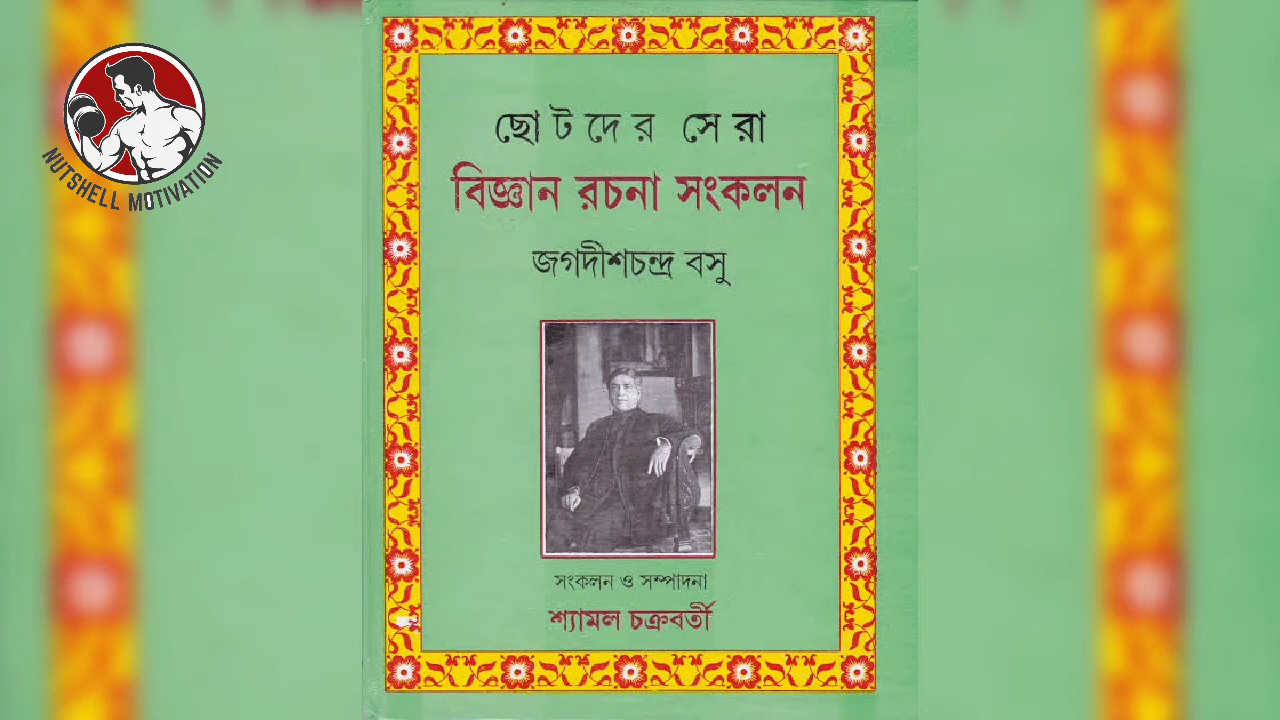 NUTSHELL MOTIVATION
ছোটদের সেরা
বিজ্ঞান রচনা সংকলন
জগদীশচন্দ্র বসু
সংকলন ও সম্পাদনা
শ্যামল চক্রবর্তী